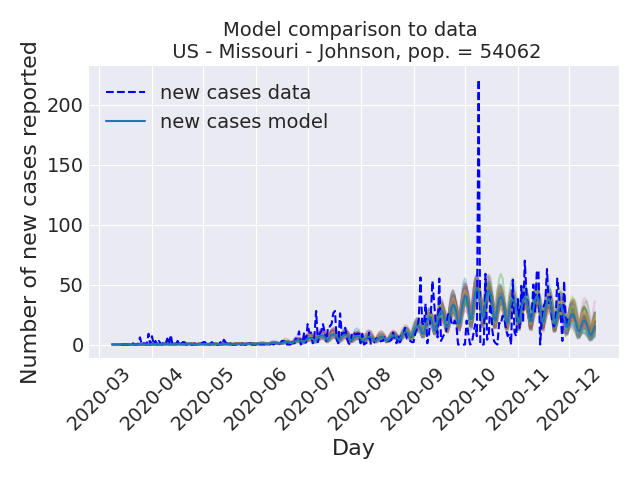 Model comparison to data
US - Missouri - Johnson, pop. = 54062
Number of new cases reported
200
150
100
50
0
new cases data
new cases model
2020-03
2020-04
2020-05
2020-06
2020-07
2020-08
2020-09
2020-10
2020-11
2020-12
Day